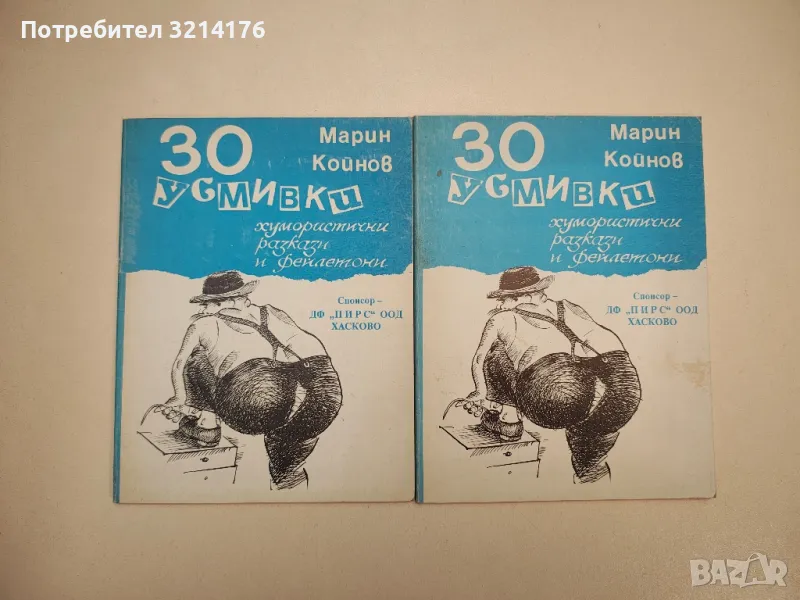 Потребител 3214176
30
Марин
Койнов
усмивки
хумористични
разкази
и фейлетони
Спонсор –
ДФ „ПИРС“ ООД
ХАСКОВО
30
Марин
Койнов
усмивки
хумористични
разкази
и фейлетони
Спонсор –
ДФ „ПИРС“ ООД
ХАСКОВО
BAZAR